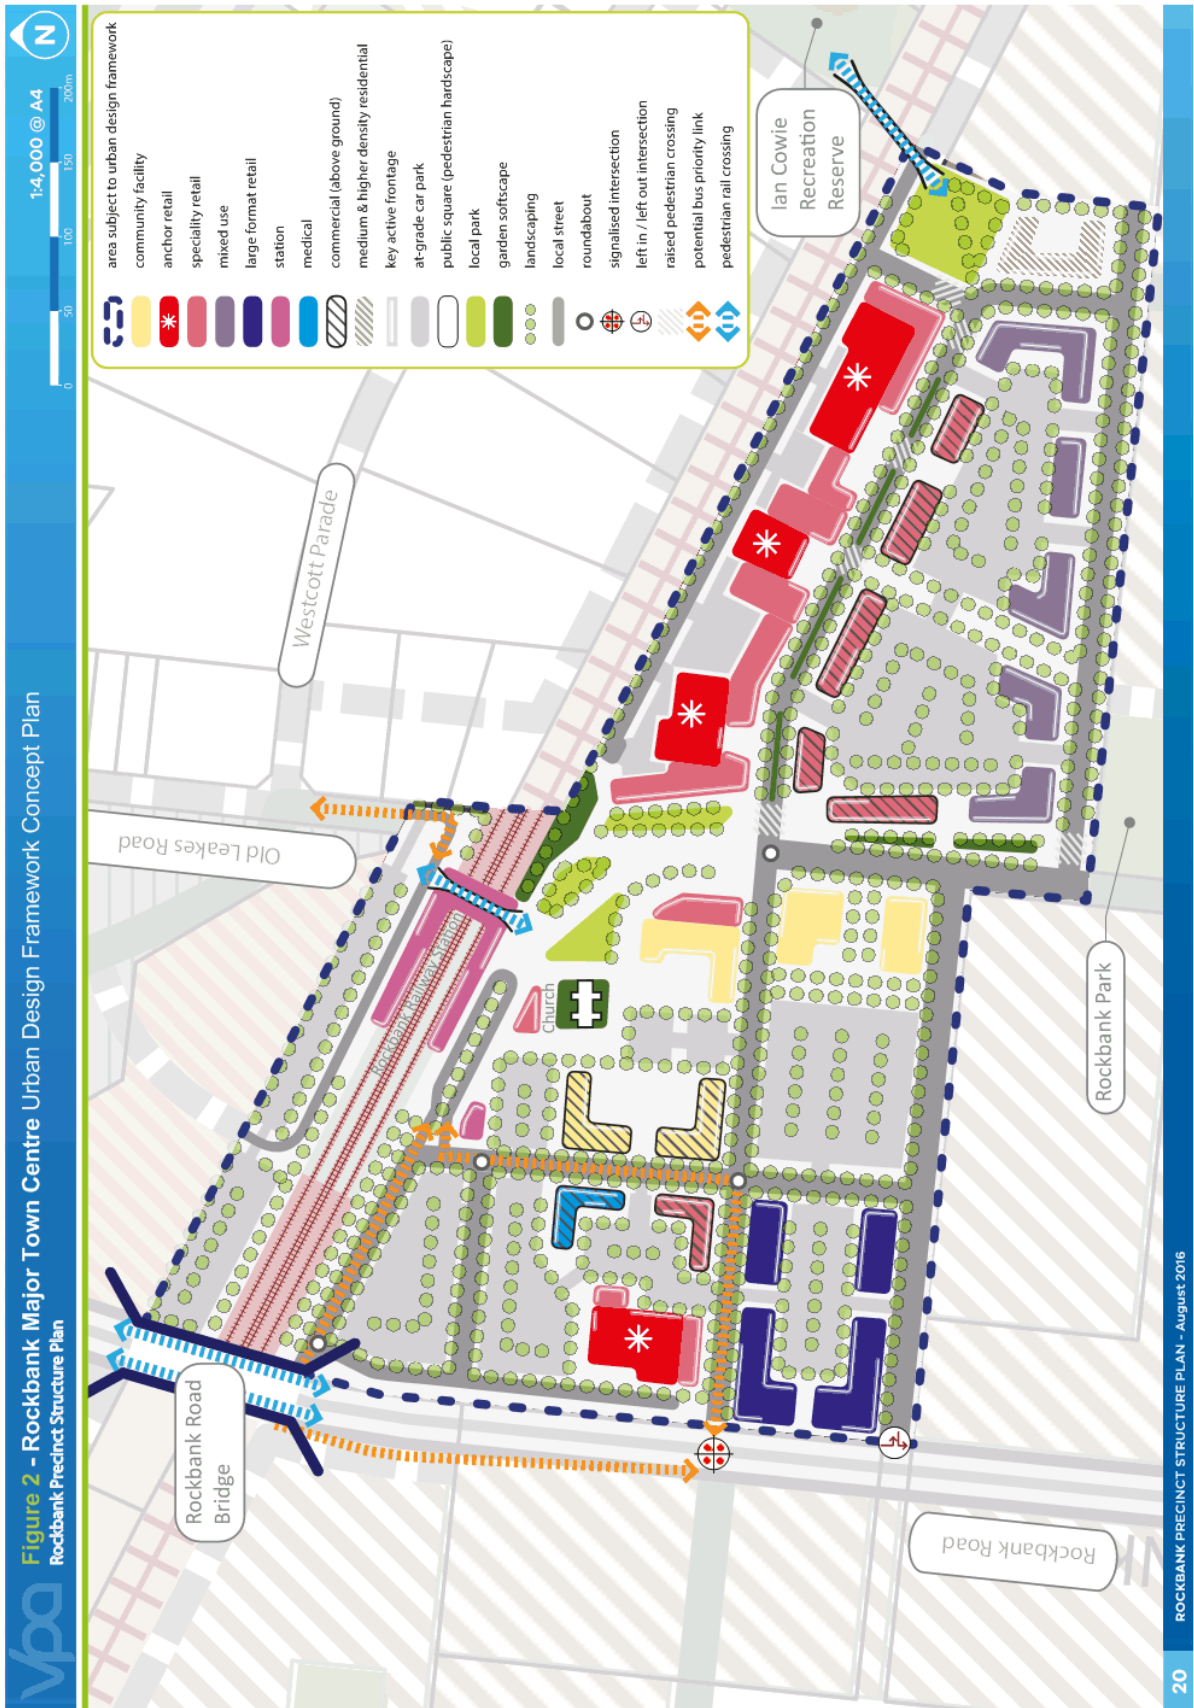 vpa
Figure 2 – Rockbank Major Town Centre Urban Design Framework Concept Plan
Rockbank Precinct Structure Plan
1:4,000 @ A4
0 50 100 150 200m
N
area subject to urban design framework
community facility
anchor retail
speciality retail
mixed use
large format retail
station
medical
commercial (above ground)
medium & higher density residential
key active frontage
at-grade car park
public square (pedestrian hardscape)
local park
garden softscape
landscaping
local street
roundabout
signalised intersection
left in / left out intersection
raised pedestrian crossing
potential bus priority link
pedestrian rail crossing
Rockbank Road
Bridge
Old Leakes Road
Westcott Parade
Rockbank Railway Station
Church
Ian Cowie
Recreation
Reserve
Rockbank Park
Rockbank Road
20
ROCKBANK PRECINCT STRUCTURE PLAN – August 2016